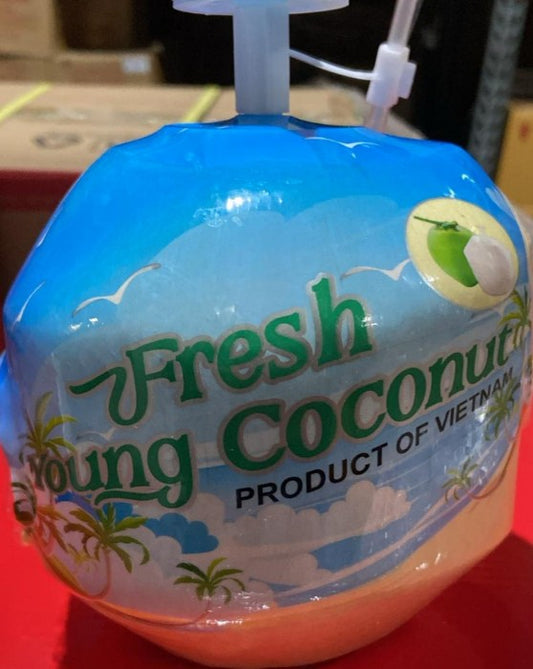 Fresh
Young Coconut
PRODUCT OF VIETNAM